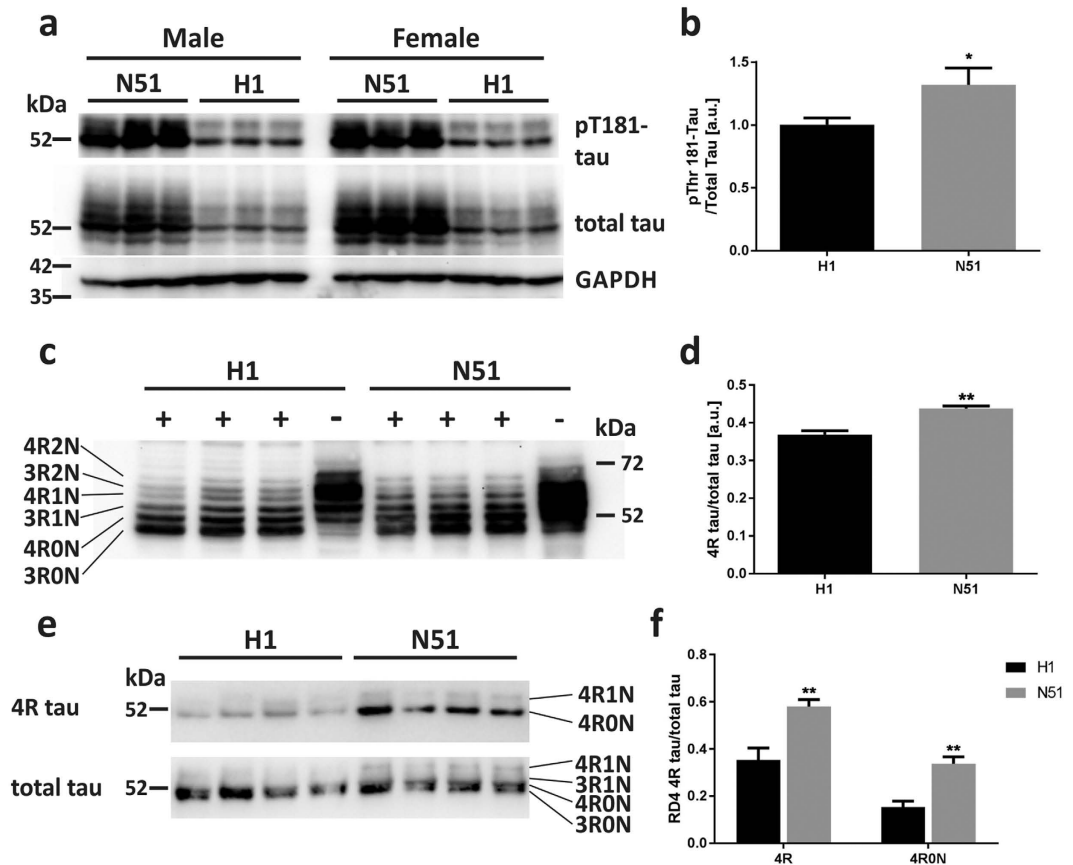 a
Male
Female
N51
H1
N51
H1
kDa
52
pT181-
tau
52
total tau
42
35
GAPDH
b
pThr 181-Tau
/Total Tau [a.u.]
1.5
1.0
0.5
0.0
*
H1
N51
c
H1
N51
+ + + - + + + -
kDa
4R2N
3R2N
4R1N
3R1N
4R0N
3R0N
72
52
d
4R tau/total tau [a.u.]
0.5
0.4
0.3
0.2
0.1
0.0
**
H1
N51
e
H1
N51
kDa
4R tau
52
4R1N
4R0N
total tau
52
4R1N
3R1N
4R0N
3R0N
f
RD4 4R tau/total tau
0.8
0.6
0.4
0.2
0.0
**
**
4R
4R0N
H1
N51